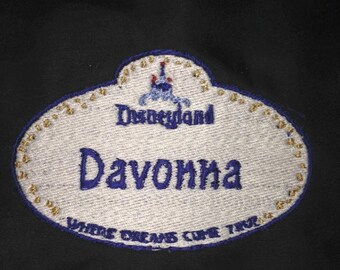 Disneyland
Davonna
WHERE DREAMS COME TRUE